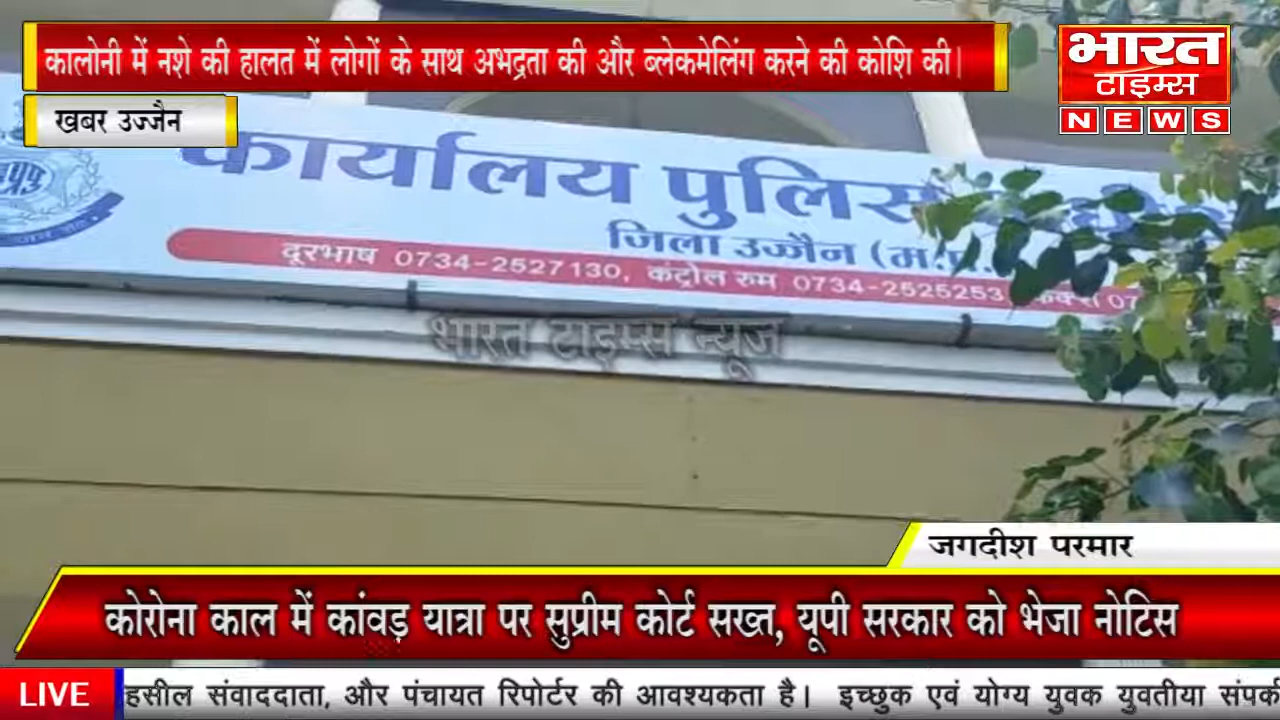 कालोनी में नशे की हालत में लोगों के साथ अभद्रता की और ब्लेकमेलिंग करने की कोशि की|
खबर उज्जैन
भारत
टाइम्स
NEWS
कार्यालय पुलिस
जिला उज्जैन (म.प्र.
दूरभाष 0734-2527130, कंट्रोल रुम 0734-2525253
भारत टाइम्स न्यूज
जगदीश परमार
कोरोना काल में कांवड़ यात्रा पर सुप्रीम कोर्ट सख्त, यूपी सरकार को भेजा नोटिस
LIVE
हसील संवाददाता, और पंचायत रिपोर्टर की आवश्यकता है। इच्छुक एवं योग्य युवक युवतीया संपर्क